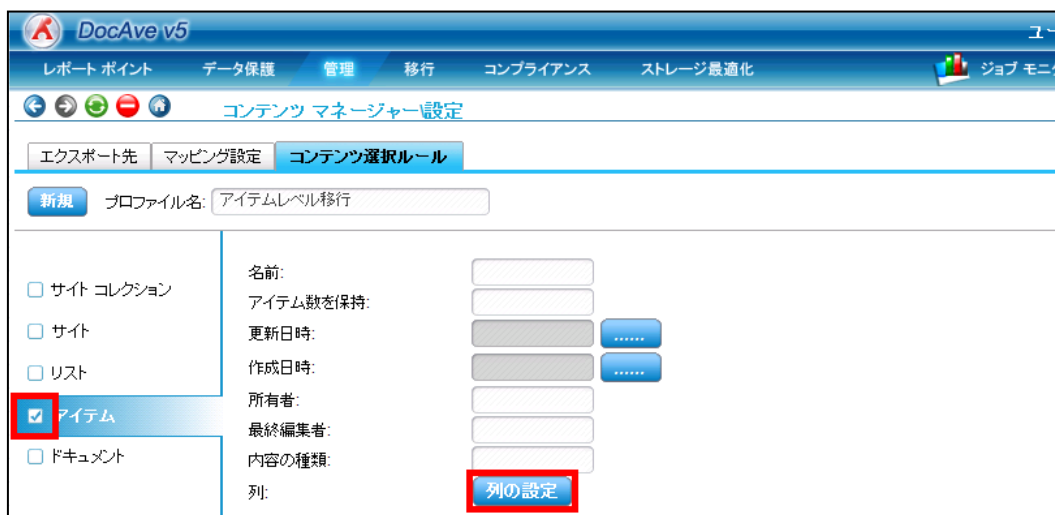 DocAve v5 ユー
レポート ポイント データ保護 管理 移行 コンプライアンス ストレージ最適化 ジョブ モニタ
コンテンツ マネージャー\設定
エクスポート先 マッピング設定 コンテンツ選択ルール
新規 プロファイル名: アイテムレベル移行
名前:
サイト コレクション
アイテム数を保持:
サイト
更新日時: ......
リスト
作成日時: ......
アイテム
所有者:
最終編集者:
ドキュメント
内容の種類:
列: 列の設定